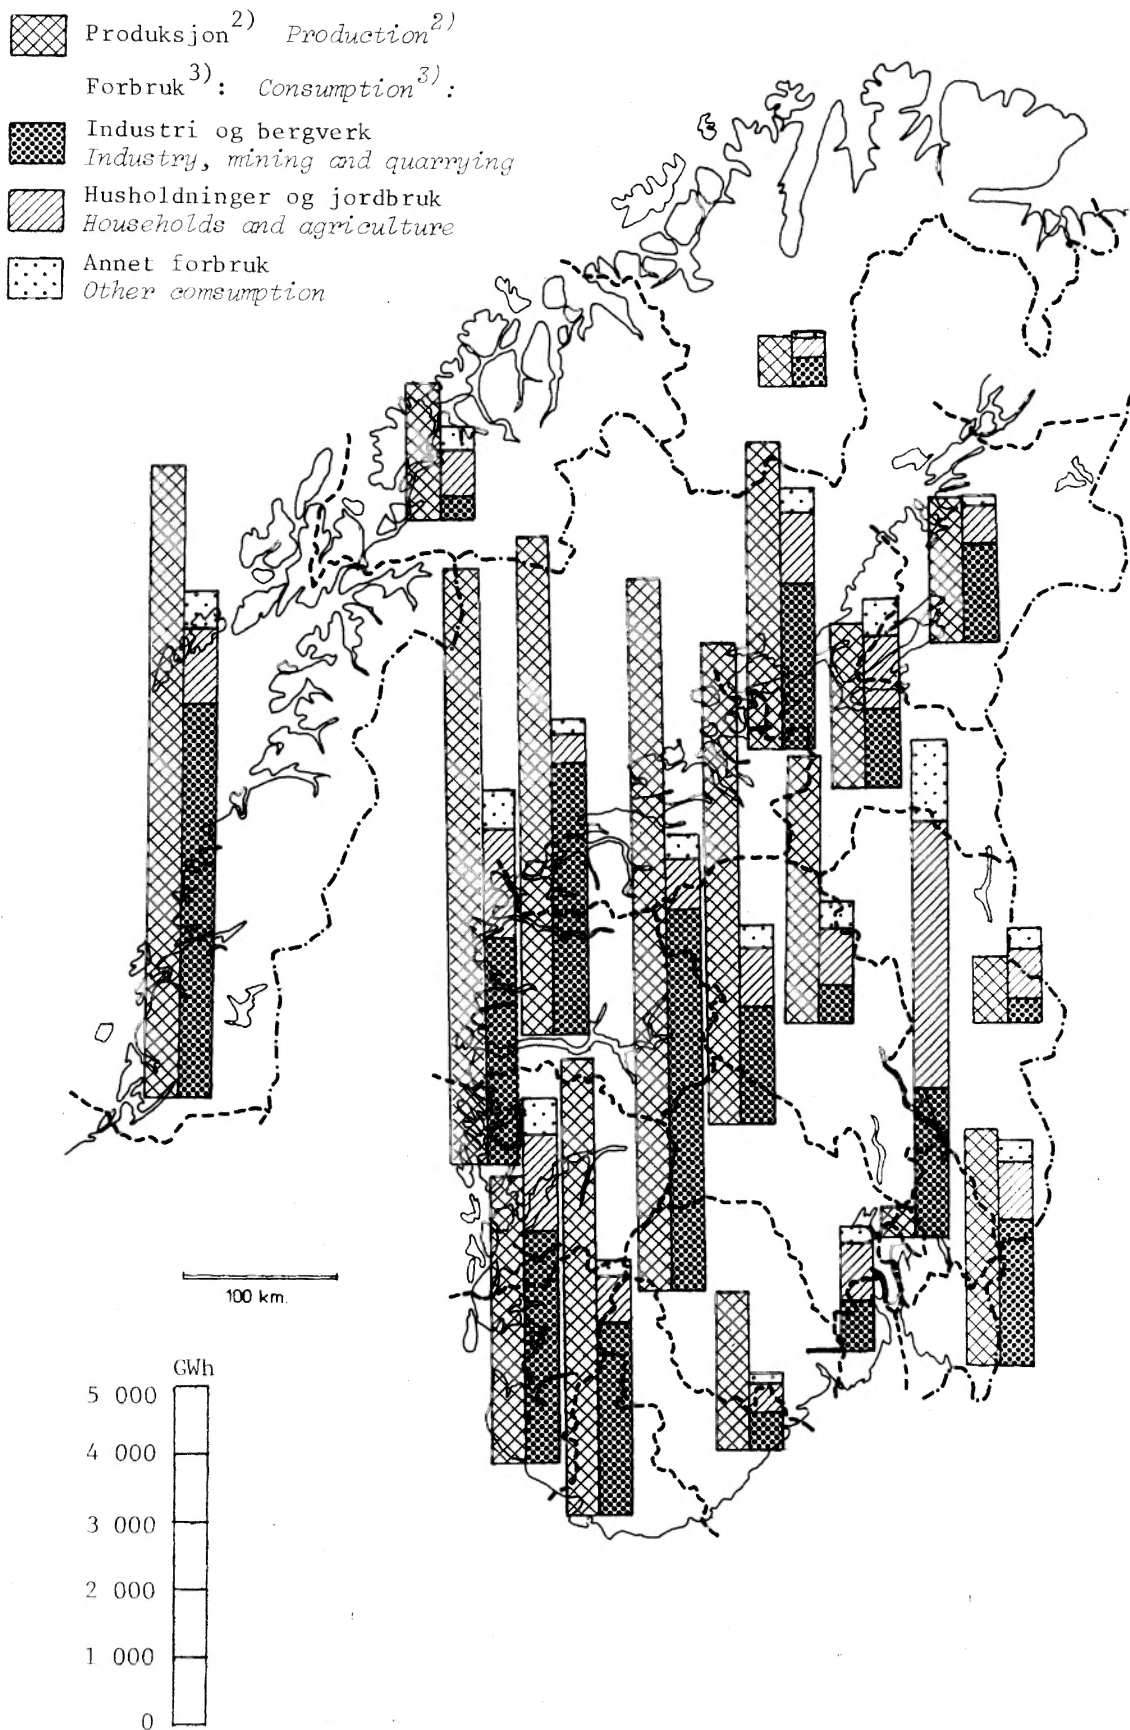 Produksjon2) Production2)
Forbruk3): Consumption3):
Industri og bergverk
Industry, mining and quarrying
Husholdninger og jordbruk
Households and agriculture
Annet forbruk
Other comsumption
100 km.
GWh
5 000
4 000
3 000
2 000
1 000
0